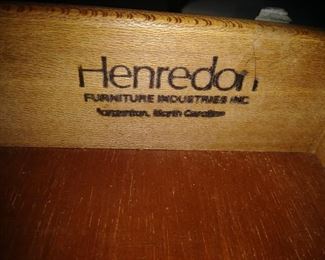 Henredon
FURNITURE INDUSTRIES INC
Morganton, North Carolina